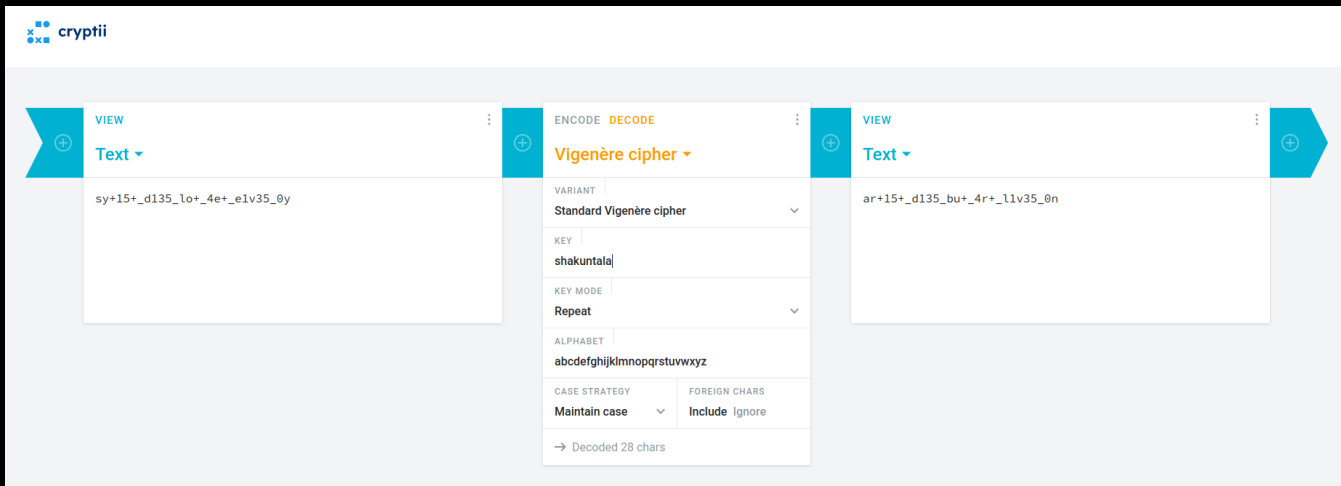 cryptii
VIEW
Text
sy+15+_d135_lo+_4e+_e1v35_0y
ENCODE DECODE
Vigenère cipher
VARIANT
Standard Vigenère cipher
KEY
shakuntala
KEY MODE
Repeat
ALPHABET
abcdefghijklmnopqrstuvwxyz
CASE STRATEGY
Maintain case
FOREIGN CHARS
Include Ignore
→ Decoded 28 chars
VIEW
Text
ar+15+_d135_bu+_4r+_l1v35_0n